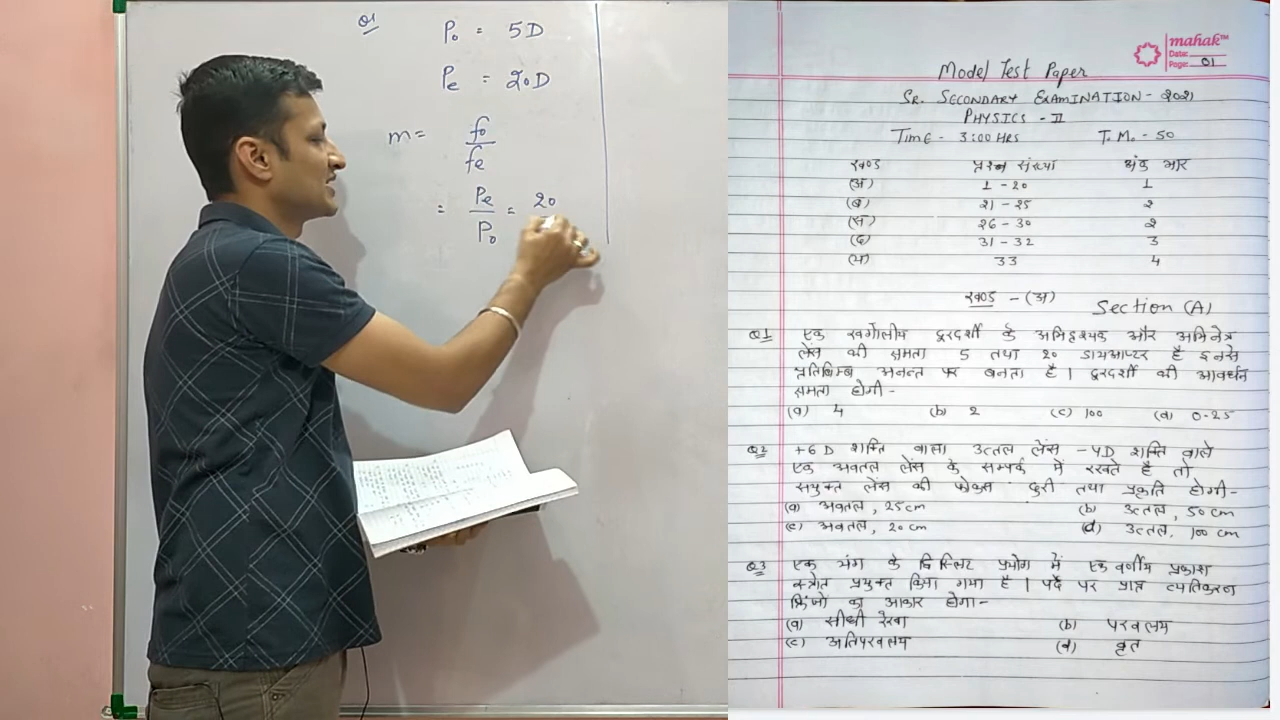 Q1
P₀ = 5D
Pe = 20D
m = f₀/fe
= Pe/P₀ = 20
mahak™
Date:
Page: 01
Model Test Paper
SR. SECONDARY EXAMINATION - 2021
PHYSICS - II
TIME - 3:00 HRS T.M. - 50
खण्ड प्रश्न संख्या अंक भार
(अ) 1 - 20 1
(ब) 21 - 25 2
(स) 26 - 30 2
(द) 31 - 32 3
(य) 33 4
खण्ड - (अ) Section (A)
Q1 एक खगोलीय दूरदर्शी के अभिदृश्यक और अभिनेत्र
लेंस की क्षमता 5 तथा 20 डायाप्टर है इनसे
प्रतिबिम्ब अनन्त पर बनता है । दूरदर्शी की आवर्धन
क्षमता होगी -
(a) 4 (b) 2 (c) 100 (d) 0.25
Q2 +6D शक्ति वाला उत्तल लेंस -4D शक्ति वाले
एक अवतल लेंस के सम्पर्क में रखते है तो
सयुक्त लेंस की फोकस दुरी तथा प्रकृति होगी -
(a) अवतल, 25cm (b) उत्तल, 50 cm
(c) अवतल, 20 cm (d) उत्तल, 100 cm
Q3 एक यंग के द्वि स्लिट प्रयोग में एक वर्णीय प्रकाश
स्त्रोत प्रयुक्त किया गया है । पर्दे पर प्राप्त व्यतिकरण
फ्रिंजो का आकार होगा -
(a) सीधी रेखा (b) परवलय
(c) अतिपरवलय (d) वृत